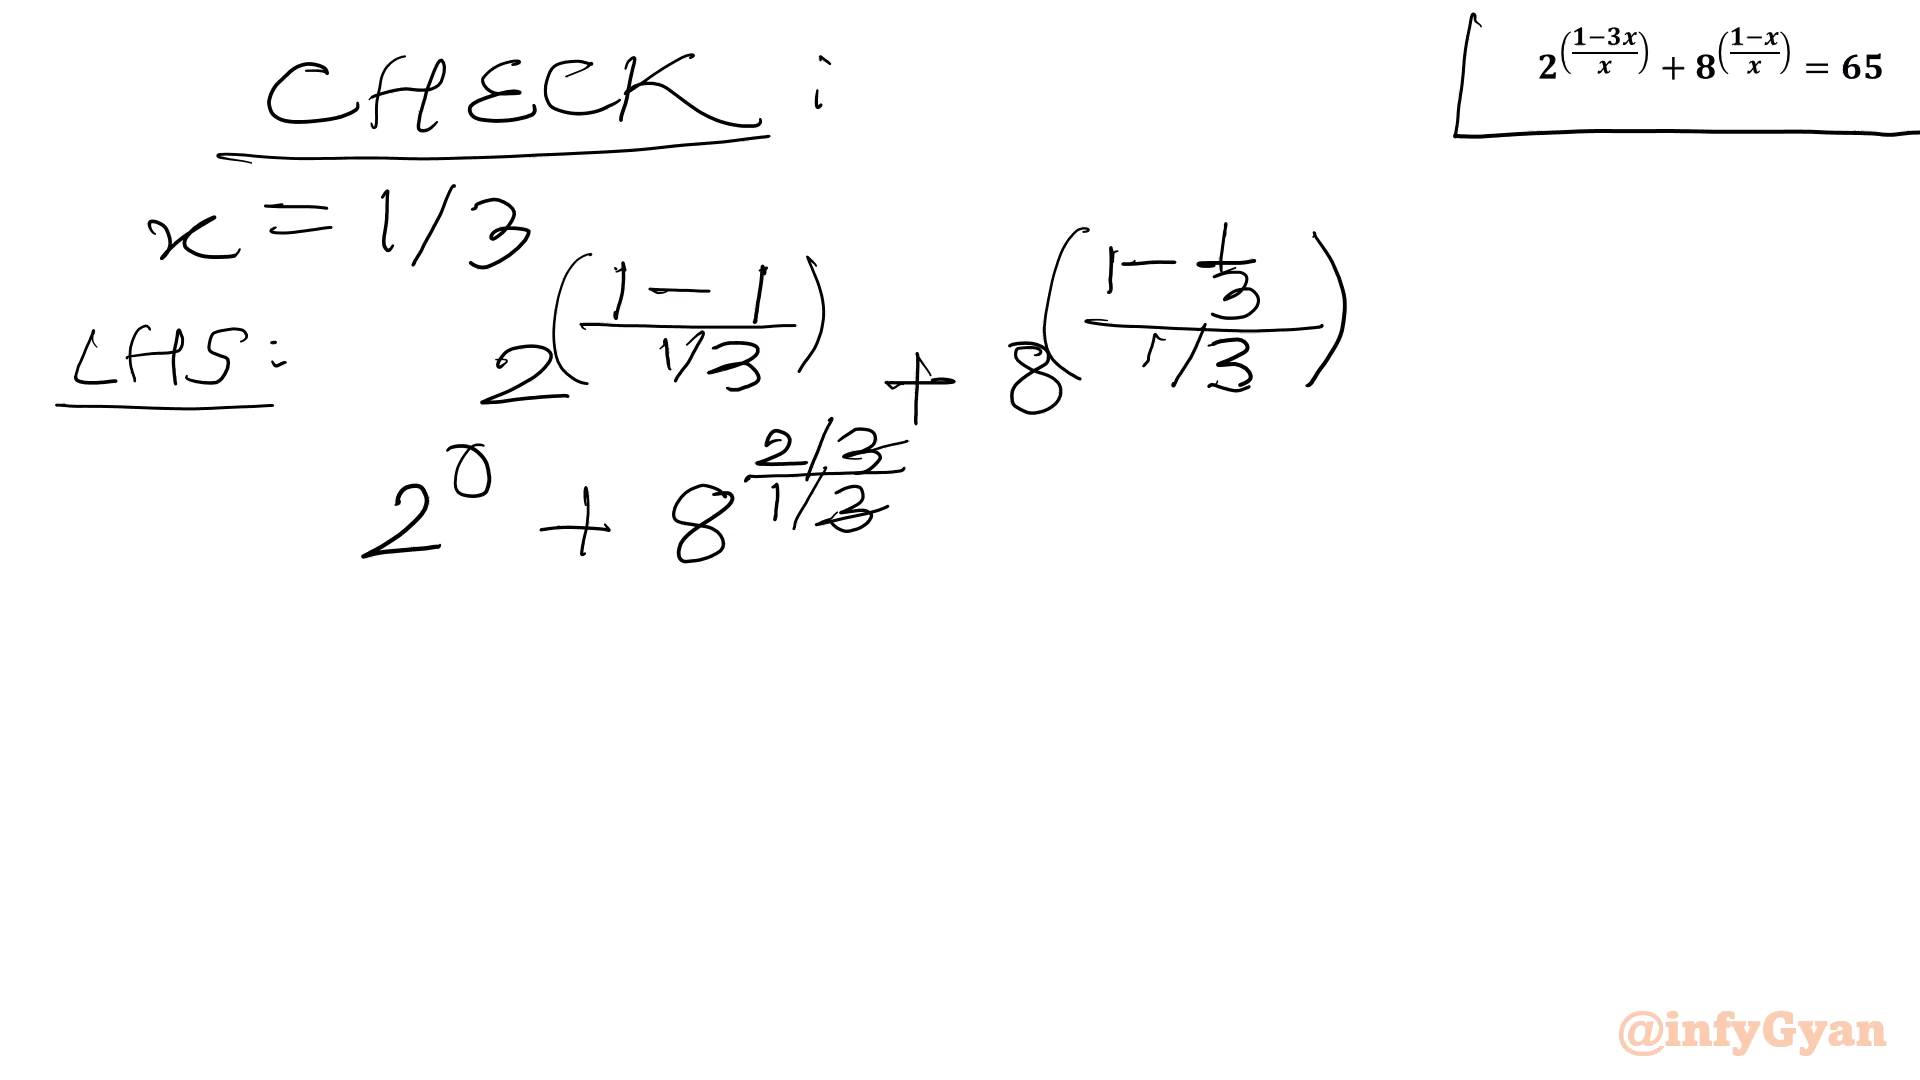 CHECK :
2^((1−3x)/x) + 8^((1−x)/x) = 65
x = 1/3
LHS: 2^((1−1)/(1/3)) + 8^((1−1/3)/(1/3))
2^0 + 8^((2/3)/(1/3))
@infyGyan